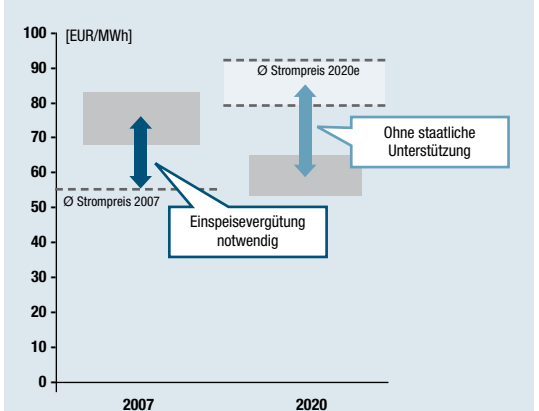 100
[EUR/MWh]
90
Ø Strompreis 2020e
80
70
Ohne staatliche
Unterstützung
60
Ø Strompreis 2007
50
Einspeisevergütung
notwendig
40
30
20
10
0
2007
2020